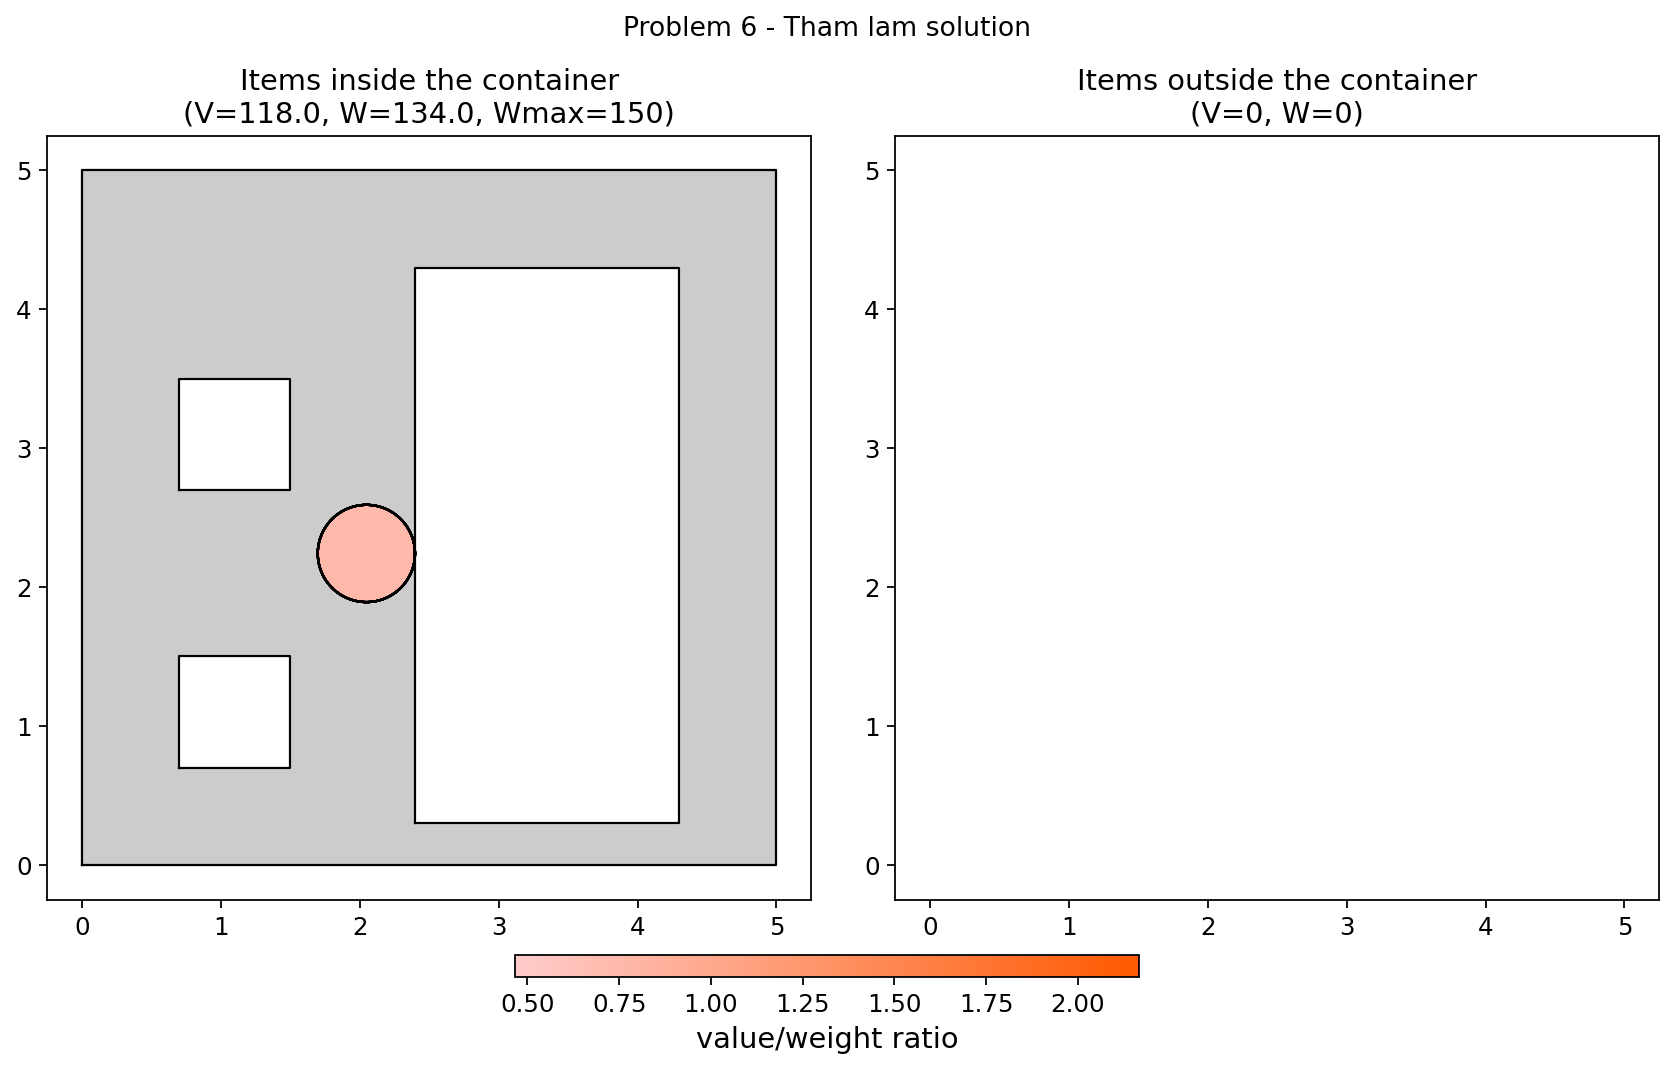 Problem 6 - Tham lam solution
Items inside the container
(V=118.0, W=134.0, Wmax=150)
5
4
3
2
1
0
0 1 2 3 4 5
Items outside the container
(V=0, W=0)
5
4
3
2
1
0
0 1 2 3 4 5
0.50 0.75 1.00 1.25 1.50 1.75 2.00
value/weight ratio